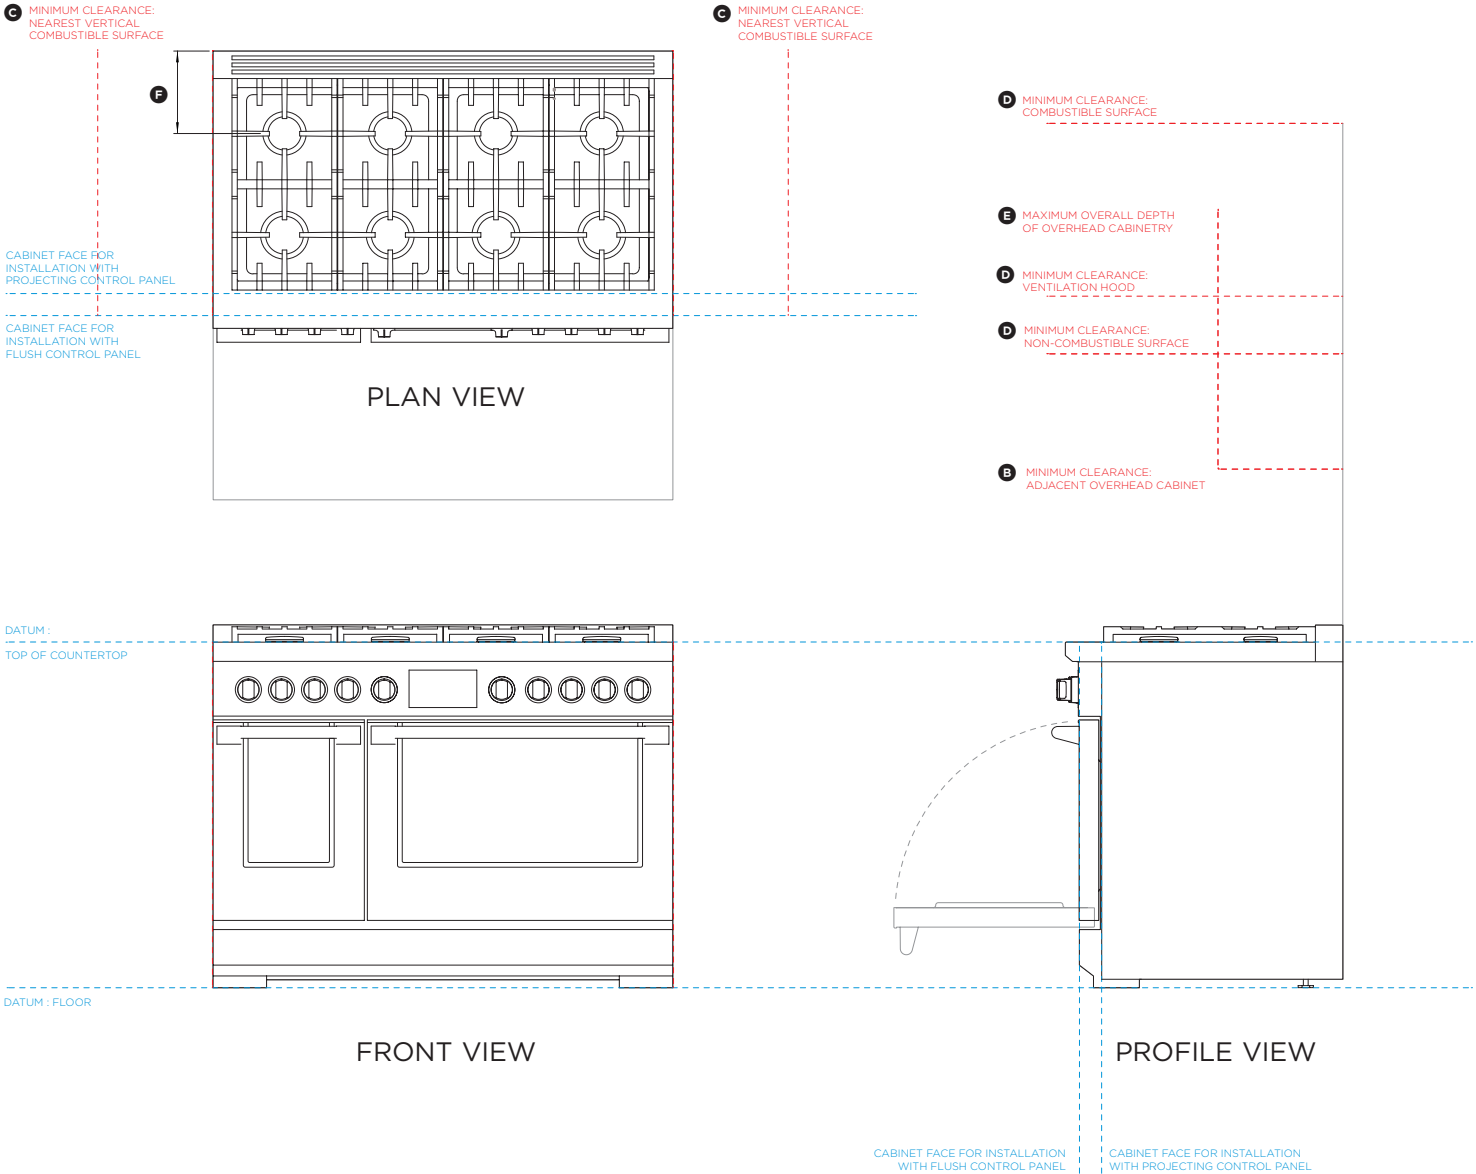 C MINIMUM CLEARANCE:
NEAREST VERTICAL
COMBUSTIBLE SURFACE
C MINIMUM CLEARANCE:
NEAREST VERTICAL
COMBUSTIBLE SURFACE
F
D MINIMUM CLEARANCE:
COMBUSTIBLE SURFACE
E MAXIMUM OVERALL DEPTH
OF OVERHEAD CABINETRY
CABINET FACE FOR
INSTALLATION WITH
PROJECTING CONTROL PANEL
D MINIMUM CLEARANCE:
VENTILATION HOOD
CABINET FACE FOR
INSTALLATION WITH
FLUSH CONTROL PANEL
D MINIMUM CLEARANCE:
NON-COMBUSTIBLE SURFACE
PLAN VIEW
B MINIMUM CLEARANCE:
ADJACENT OVERHEAD CABINET
DATUM :
TOP OF COUNTERTOP
DATUM : FLOOR
FRONT VIEW
PROFILE VIEW
CABINET FACE FOR INSTALLATION
WITH FLUSH CONTROL PANEL
CABINET FACE FOR INSTALLATION
WITH PROJECTING CONTROL PANEL